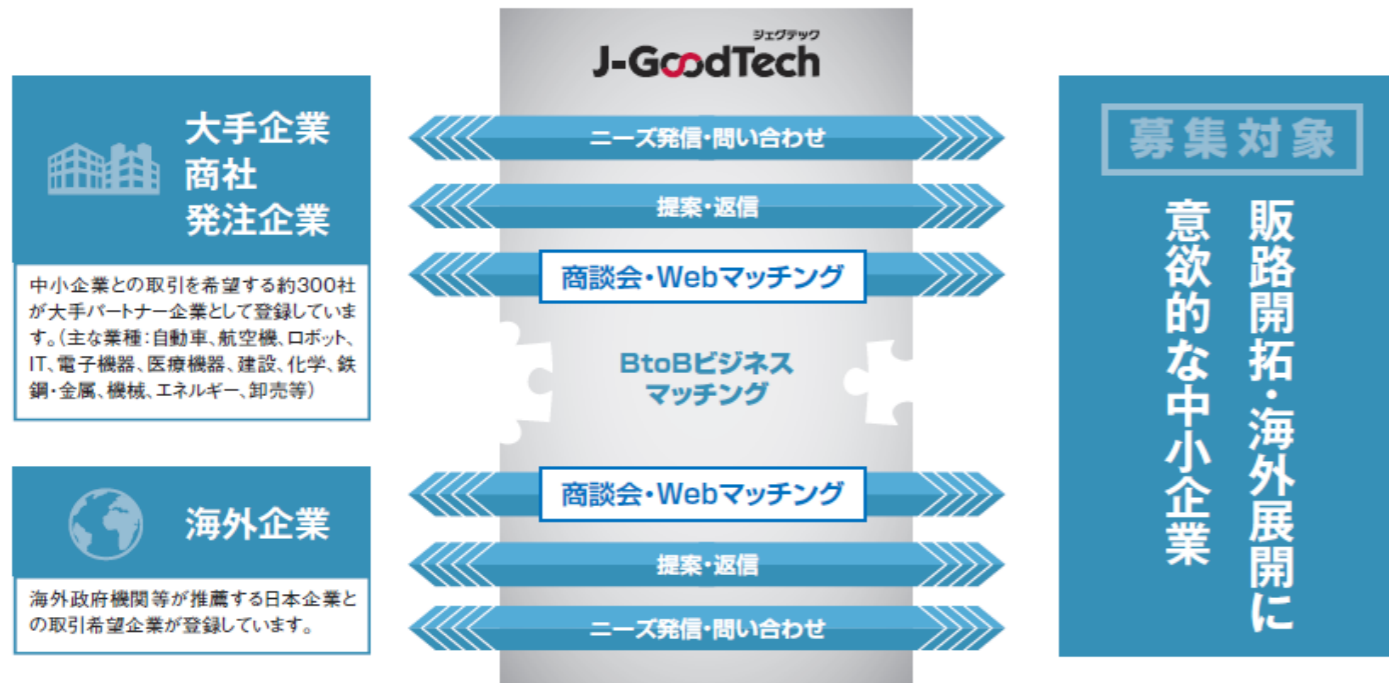 ジェグテック
J-GoodTech
大手企業
商社
発注企業
中小企業との取引を希望する約300社
が大手パートナー企業として登録していま
す。(主な業種:自動車、航空機、ロボット、
IT、電子機器、医療機器、建設、化学、鉄
鋼・金属、機械、エネルギー、卸売等)
海外企業
海外政府機関等が推薦する日本企業と
の取引希望企業が登録しています。
ニーズ発信・問い合わせ
提案・返信
商談会・Webマッチング
BtoBビジネス
マッチング
商談会・Webマッチング
提案・返信
ニーズ発信・問い合わせ
募集対象
販路開拓・海外展開に
意欲的な中小企業